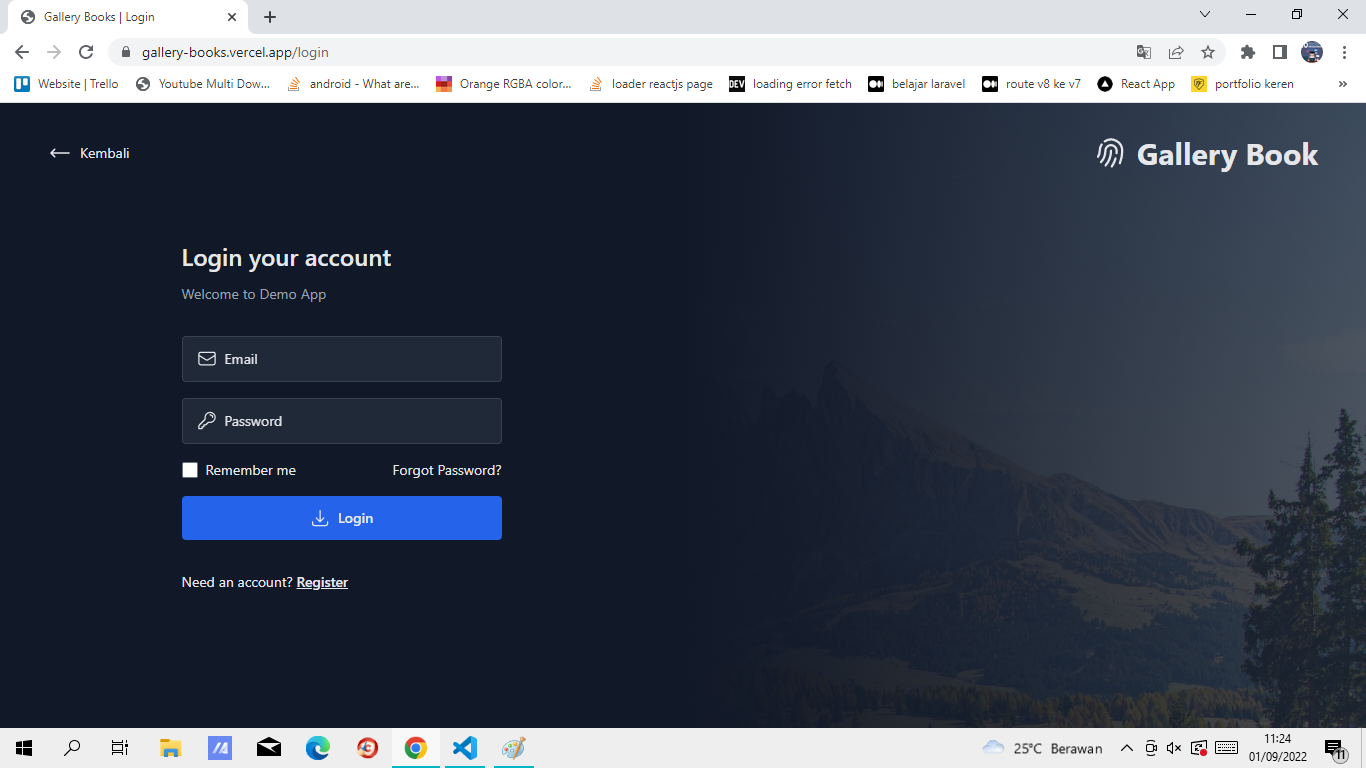 Gallery Books | Login
gallery-books.vercel.app/login
Website | Trello
Youtube Multi Dow...
android - What are...
Orange RGBA color...
loader reactjs page
DEV
loading error fetch
belajar laravel
route v8 ke v7
React App
portfolio keren
»
Kembali
Gallery Book
Login your account
Welcome to Demo App
Email
Password
Remember me
Forgot Password?
Login
Need an account? Register
25°C Berawan
11:24
01/09/2022
11